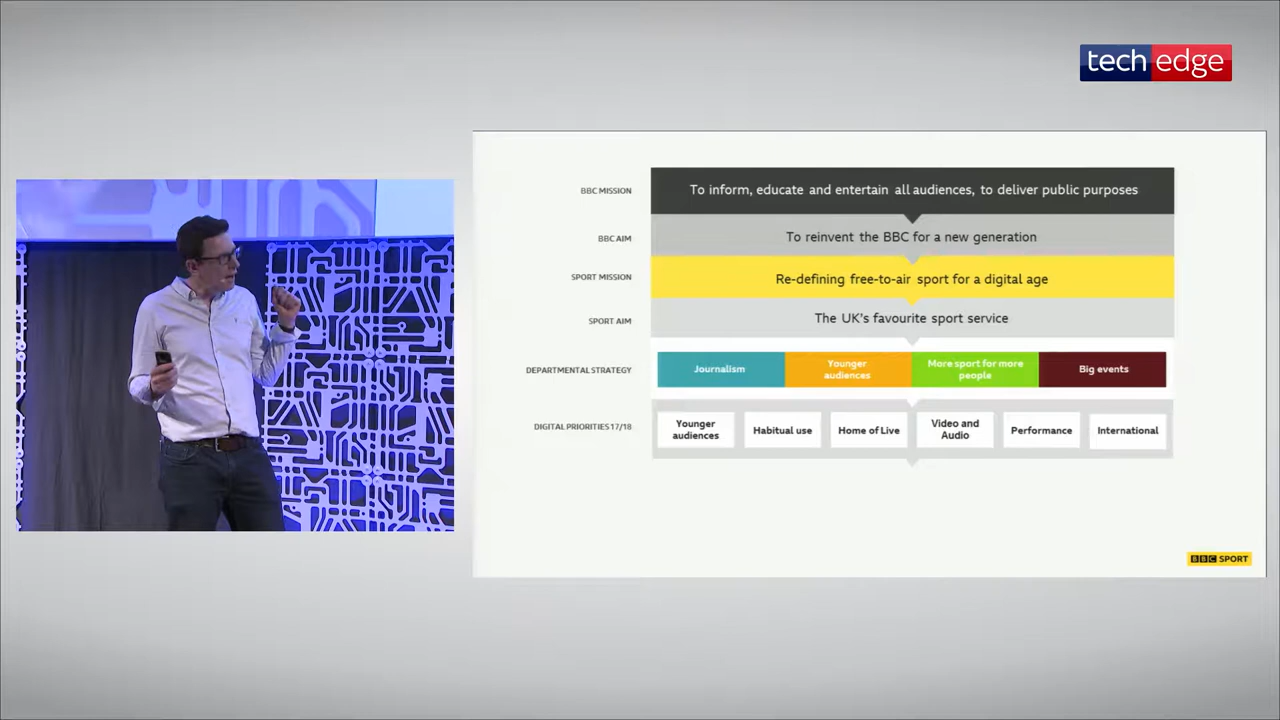 tech edge
BBC MISSION
To inform, educate and entertain all audiences, to deliver public purposes
BBC AIM
To reinvent the BBC for a new generation
SPORT MISSION
Re-defining free-to-air sport for a digital age
SPORT AIM
The UK's favourite sport service
DEPARTMENTAL STRATEGY
Journalism
Younger
audiences
More sport for more
people
Big events
DIGITAL PRIORITIES 17/18
Younger
audiences
Habitual use
Home of Live
Video and
Audio
Performance
International
BBC SPORT